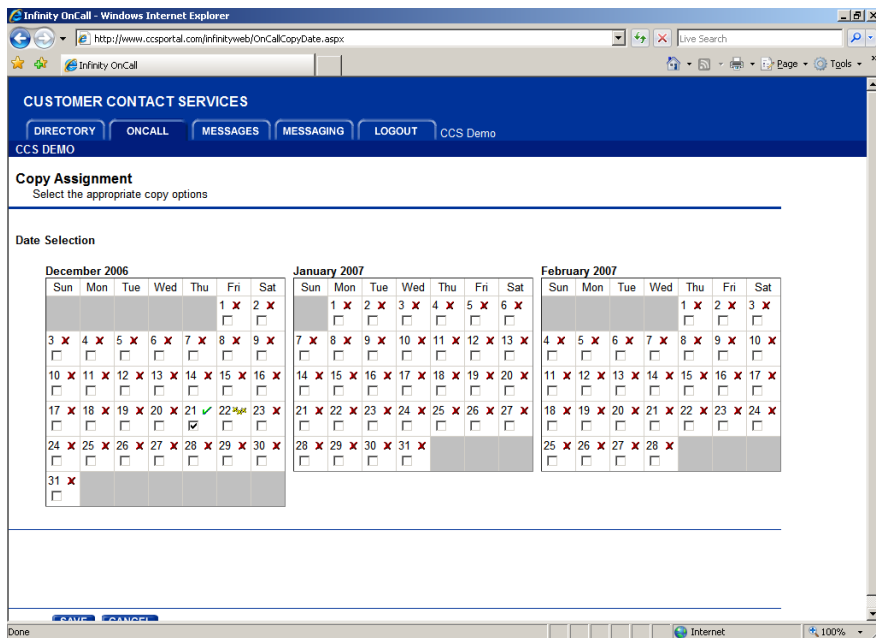 Infinity OnCall - Windows Internet Explorer
http://www.ccsportal.com/infinityweb/OnCallCopyDate.aspx
Live Search
Infinity OnCall
Page
Tools
CUSTOMER CONTACT SERVICES
DIRECTORY ONCALL MESSAGES MESSAGING LOGOUT CCS Demo
CCS DEMO
Copy Assignment
Select the appropriate copy options
Date Selection
December 2006 January 2007 February 2007
Sun Mon Tue Wed Thu Fri Sat Sun Mon Tue Wed Thu Fri Sat Sun Mon Tue Wed Thu Fri Sat
1 2 1 2 3 4 5 6 1 2 3
3 4 5 6 7 8 9 7 8 9 10 11 12 13 4 5 6 7 8 9 10
10 11 12 13 14 15 16 14 15 16 17 18 19 20 11 12 13 14 15 16 17
17 18 19 20 21 22 23 21 22 23 24 25 26 27 18 19 20 21 22 23 24
24 25 26 27 28 29 30 28 29 30 31 25 26 27 28
31
SAVE CANCEL
Done Internet 100%